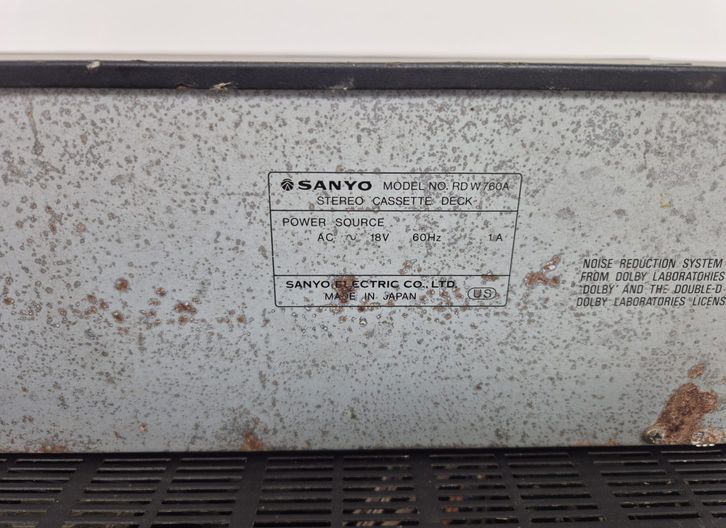 SANYO MODEL NO. RD W760A
STEREO CASSETTE DECK
POWER SOURCE
AC ~ 18V 60Hz 1A
SANYO ELECTRIC CO., LTD.
MADE IN JAPAN
US
NOISE REDUCTION SYSTEM
FROM DOLBY LABORATORIES
"DOLBY" AND THE DOUBLE-D
DOLBY LABORATORIES LICENS